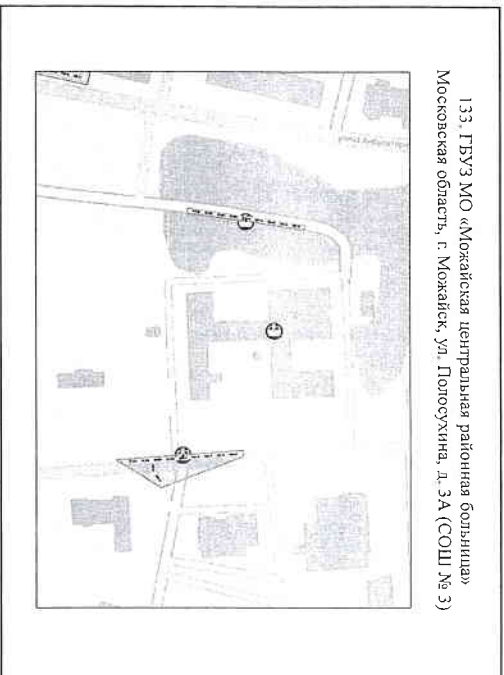 133. ГБУЗ МО «Можайская центральная районная больница»
Московская область, г. Можайск, ул. Полосухина, д. 3А (СОШ № 3)